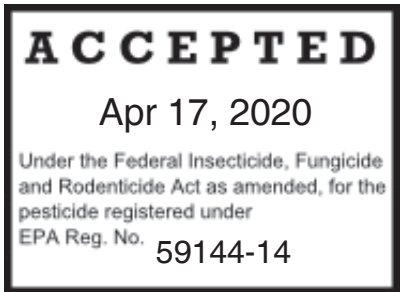 ACCEPTED
Apr 17, 2020
Under the Federal Insecticide, Fungicide
and Rodenticide Act as amended, for the
pesticide registered under
EPA Reg. No. 59144-14